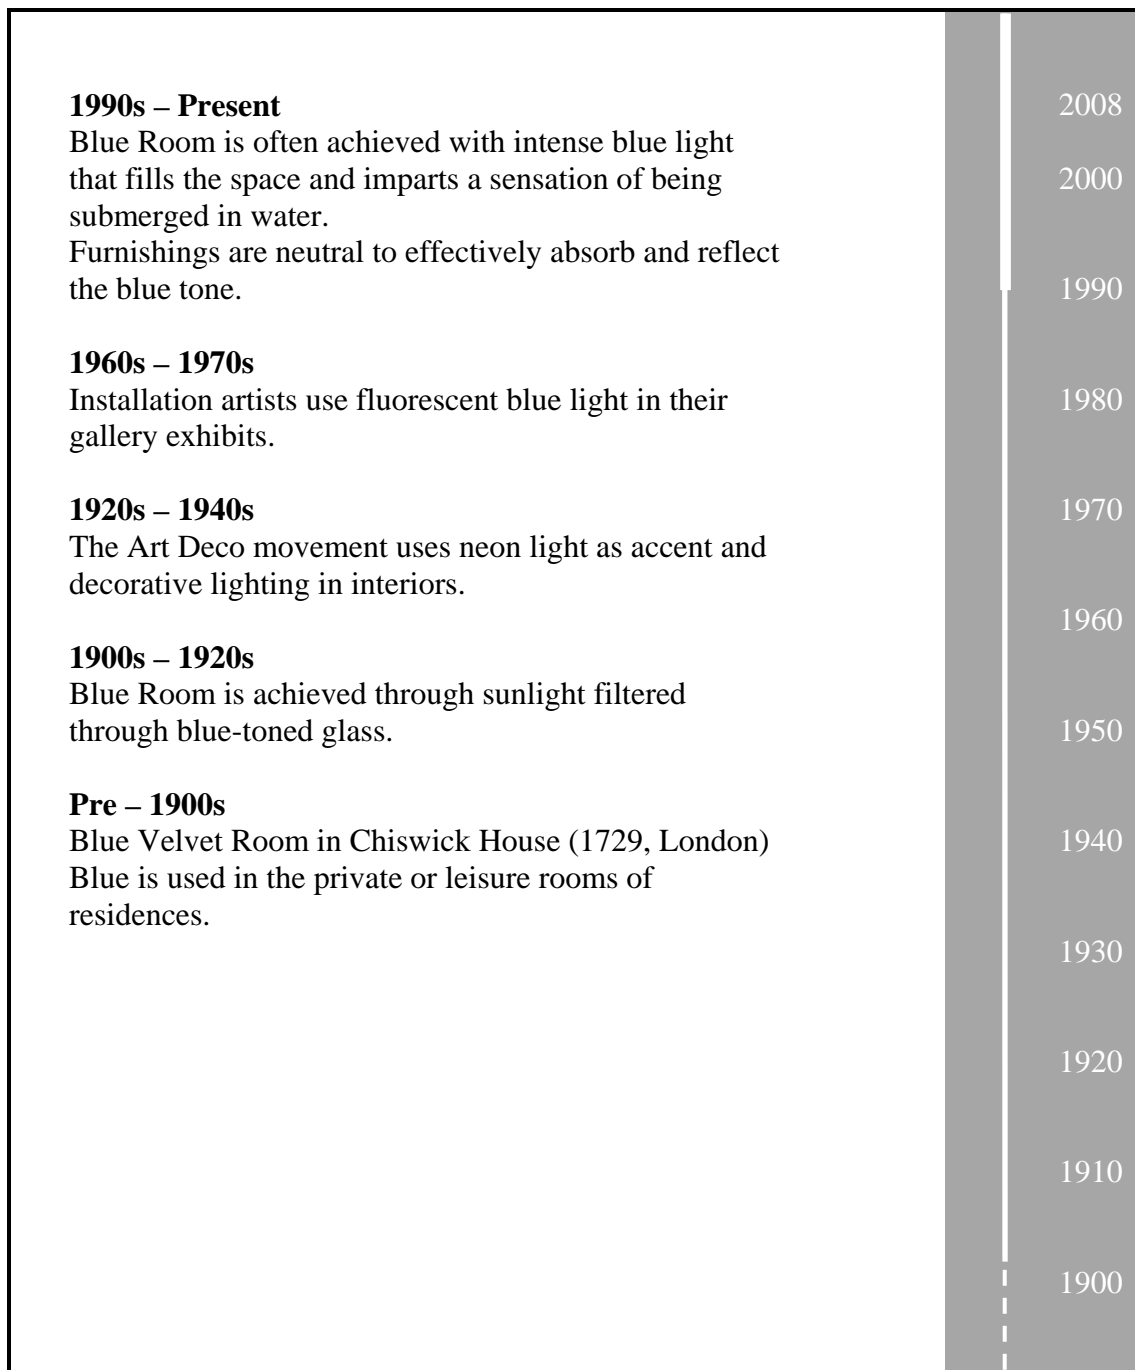 1990s – Present
Blue Room is often achieved with intense blue light
that fills the space and imparts a sensation of being
submerged in water.
Furnishings are neutral to effectively absorb and reflect
the blue tone.
1960s – 1970s
Installation artists use fluorescent blue light in their
gallery exhibits.
1920s – 1940s
The Art Deco movement uses neon light as accent and
decorative lighting in interiors.
1900s – 1920s
Blue Room is achieved through sunlight filtered
through blue-toned glass.
Pre – 1900s
Blue Velvet Room in Chiswick House (1729, London)
Blue is used in the private or leisure rooms of
residences.
2008
2000
1990
1980
1970
1960
1950
1940
1930
1920
1910
1900